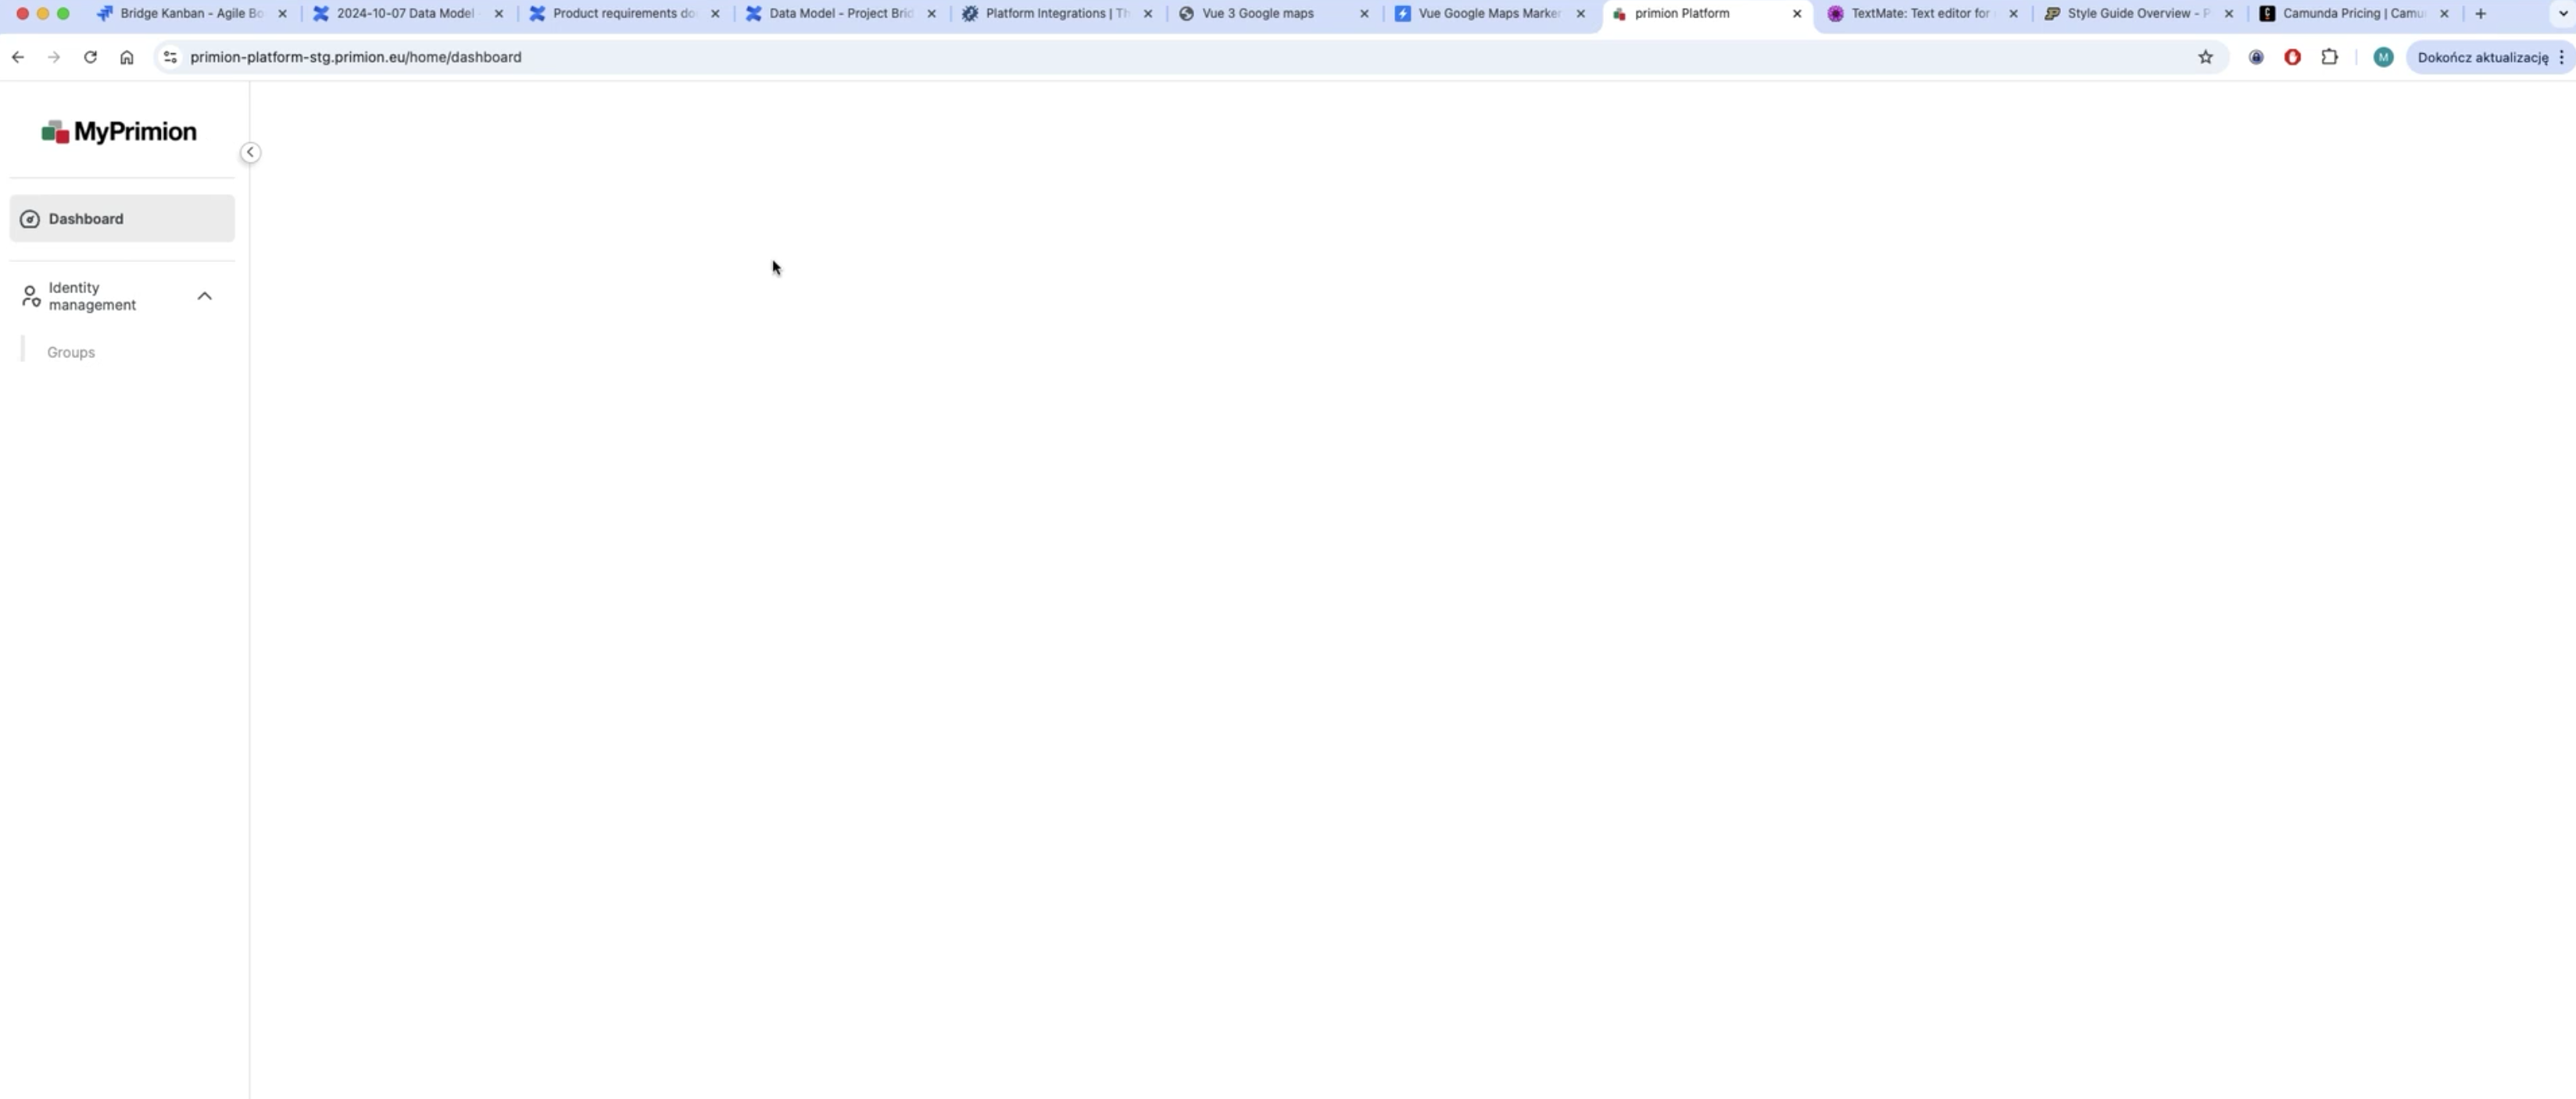 Bridge Kanban - Agile Bo
2024-10-07 Data Model
Product requirements do
Data Model - Project Brid
Platform Integrations | Th
Vue 3 Google maps
Vue Google Maps Marker
primion Platform
TextMate: Text editor for
Style Guide Overview - P
Camunda Pricing | Camu
primion-platform-stg.primion.eu/home/dashboard
M
Dokończ aktualizację
MyPrimion
Dashboard
Identity
management
Groups